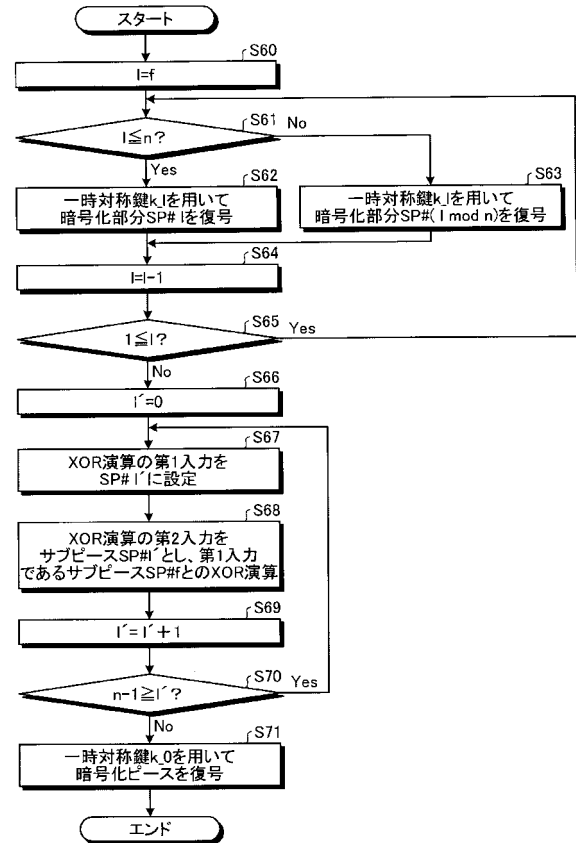 スタート
S60
l=f
S61
l≦n?
No
Yes
S62
一時対称鍵k_lを用いて
暗号化部分SP# lを復号
S63
一時対称鍵k_lを用いて
暗号化部分SP#( l mod n)を復号
S64
l=l-1
S65
1≦l?
Yes
No
S66
l´=0
S67
XOR演算の第1入力を
SP# l´に設定
S68
XOR演算の第2入力を
サブピースSP#l´とし、第1入力
であるサブピースSP#fとのXOR演算
S69
l´=l´+1
S70
n-1≧l´?
Yes
No
S71
一時対称鍵k_0を用いて
暗号化ピースを復号
エンド